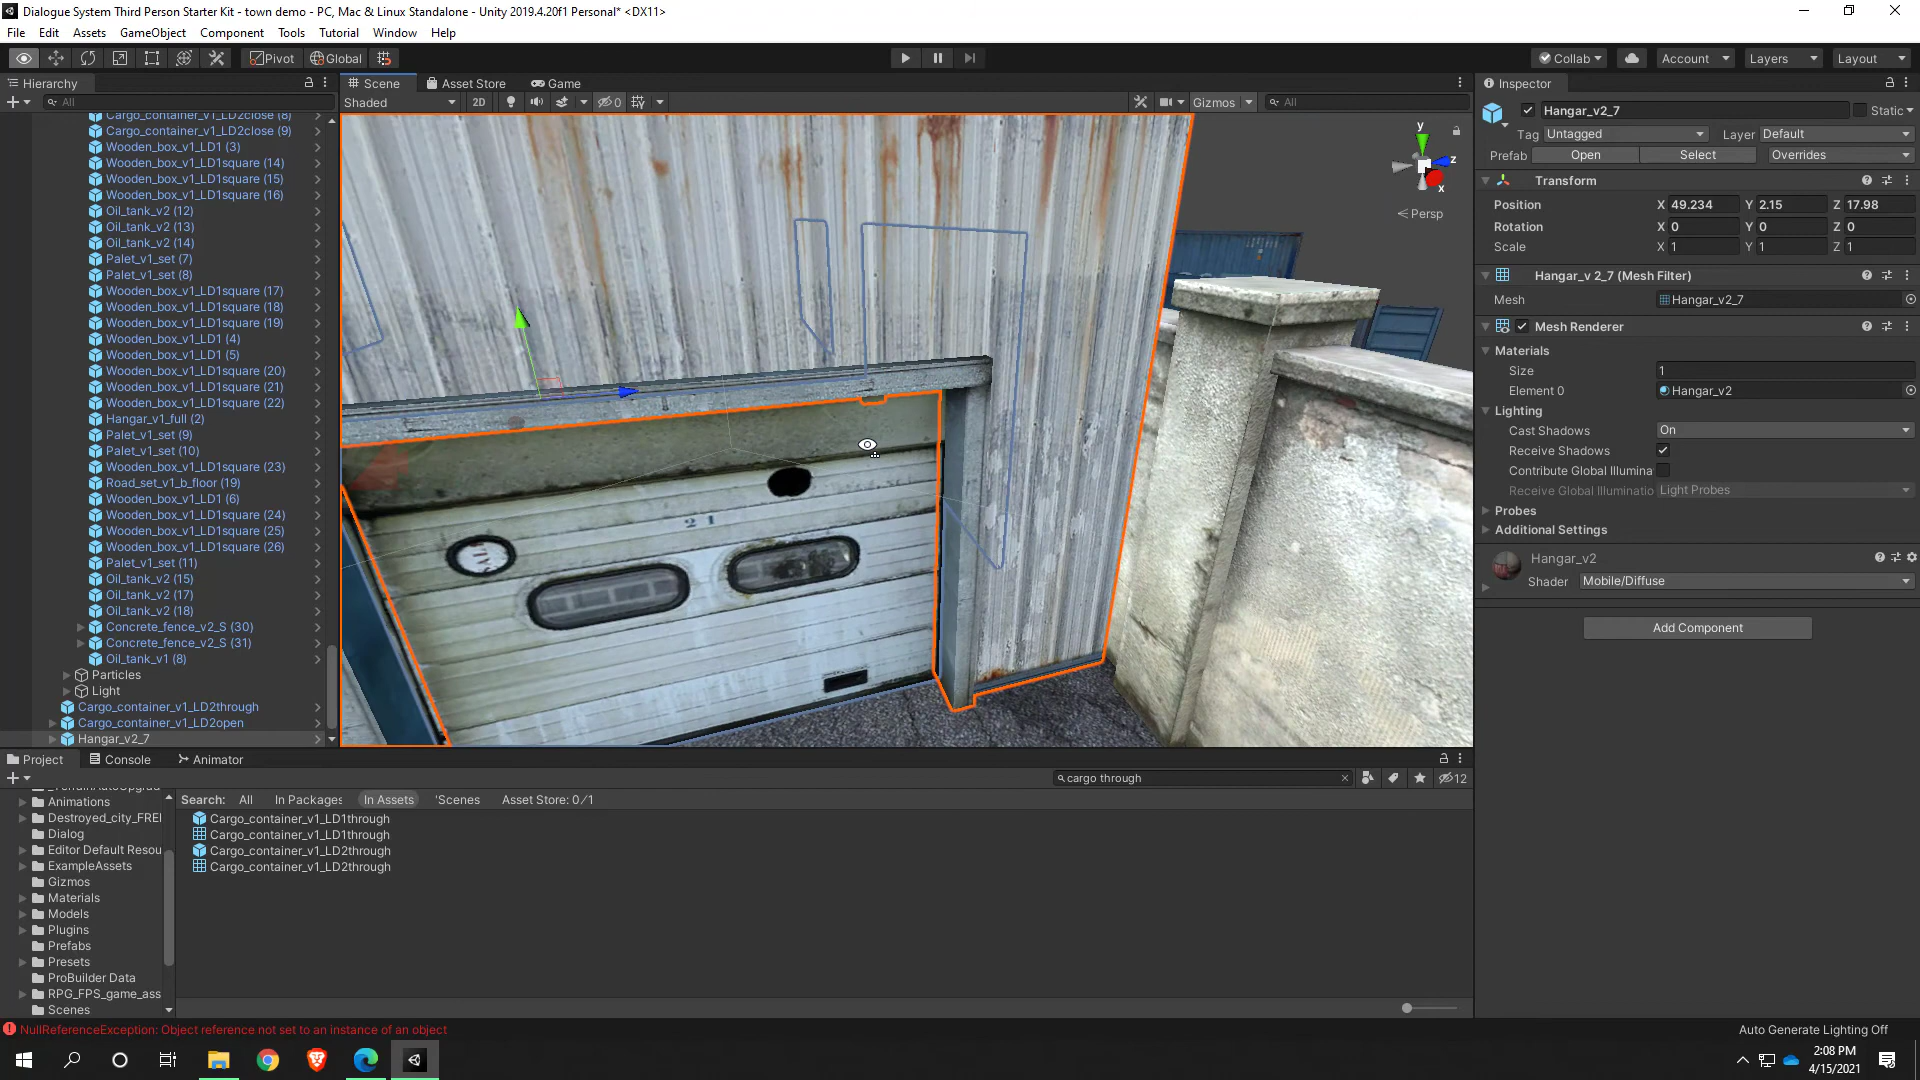 Dialogue System Third Person Starter Kit - town demo - PC, Mac & Linux Standalone - Unity 2019.4.20f1 Personal* <DX11>
File Edit Assets GameObject Component Tools Tutorial Window Help
Pivot Global Collab Account Layers Layout
Hierarchy Scene Asset Store Game Inspector
All Shaded 2D 0 Gizmos All Hangar_v2_7 Static
Tag Untagged Layer Default
Prefab Open Select Overrides
Transform
Position X 49.234 Y 2.15 Z 17.98
Rotation X 0 Y 0 Z 0
Scale X 1 Y 1 Z 1
Hangar_v 2_7 (Mesh Filter)
Mesh Hangar_v2_7
Mesh Renderer
Materials
Size 1
Element 0 Hangar_v2
Lighting
Cast Shadows On
Receive Shadows
Contribute Global Illumina
Receive Global Illuminatio Light Probes
Probes
Additional Settings
Hangar_v2
Shader Mobile/Diffuse
Add Component
y
z
x
Persp
21
Cargo_container_v1_LD2close (8)
Cargo_container_v1_LD2close (9)
Wooden_box_v1_LD1 (3)
Wooden_box_v1_LD1square (14)
Wooden_box_v1_LD1square (15)
Wooden_box_v1_LD1square (16)
Oil_tank_v2 (12)
Oil_tank_v2 (13)
Oil_tank_v2 (14)
Palet_v1_set (7)
Palet_v1_set (8)
Wooden_box_v1_LD1square (17)
Wooden_box_v1_LD1square (18)
Wooden_box_v1_LD1square (19)
Wooden_box_v1_LD1 (4)
Wooden_box_v1_LD1 (5)
Wooden_box_v1_LD1square (20)
Wooden_box_v1_LD1square (21)
Wooden_box_v1_LD1square (22)
Hangar_v1_full (2)
Palet_v1_set (9)
Palet_v1_set (10)
Wooden_box_v1_LD1square (23)
Road_set_v1_b_floor (19)
Wooden_box_v1_LD1 (6)
Wooden_box_v1_LD1square (24)
Wooden_box_v1_LD1square (25)
Wooden_box_v1_LD1square (26)
Palet_v1_set (11)
Oil_tank_v2 (15)
Oil_tank_v2 (17)
Oil_tank_v2 (18)
Concrete_fence_v2_S (30)
Concrete_fence_v2_S (31)
Oil_tank_v1 (8)
Particles
Light
Cargo_container_v1_LD2through
Cargo_container_v1_LD2open
Hangar_v2_7
Project Console Animator
cargo through 12
Search: All In Packages In Assets 'Scenes Asset Store: 0/1
Animations
Destroyed_city_FREI
Dialog
Editor Default Resou
ExampleAssets
Gizmos
Materials
Models
Plugins
Prefabs
Presets
ProBuilder Data
RPG_FPS_game_ass
Scenes
Cargo_container_v1_LD1through
Cargo_container_v1_LD1through
Cargo_container_v1_LD2through
Cargo_container_v1_LD2through
NullReferenceException: Object reference not set to an instance of an object
Auto Generate Lighting Off
2:08 PM
4/15/2021